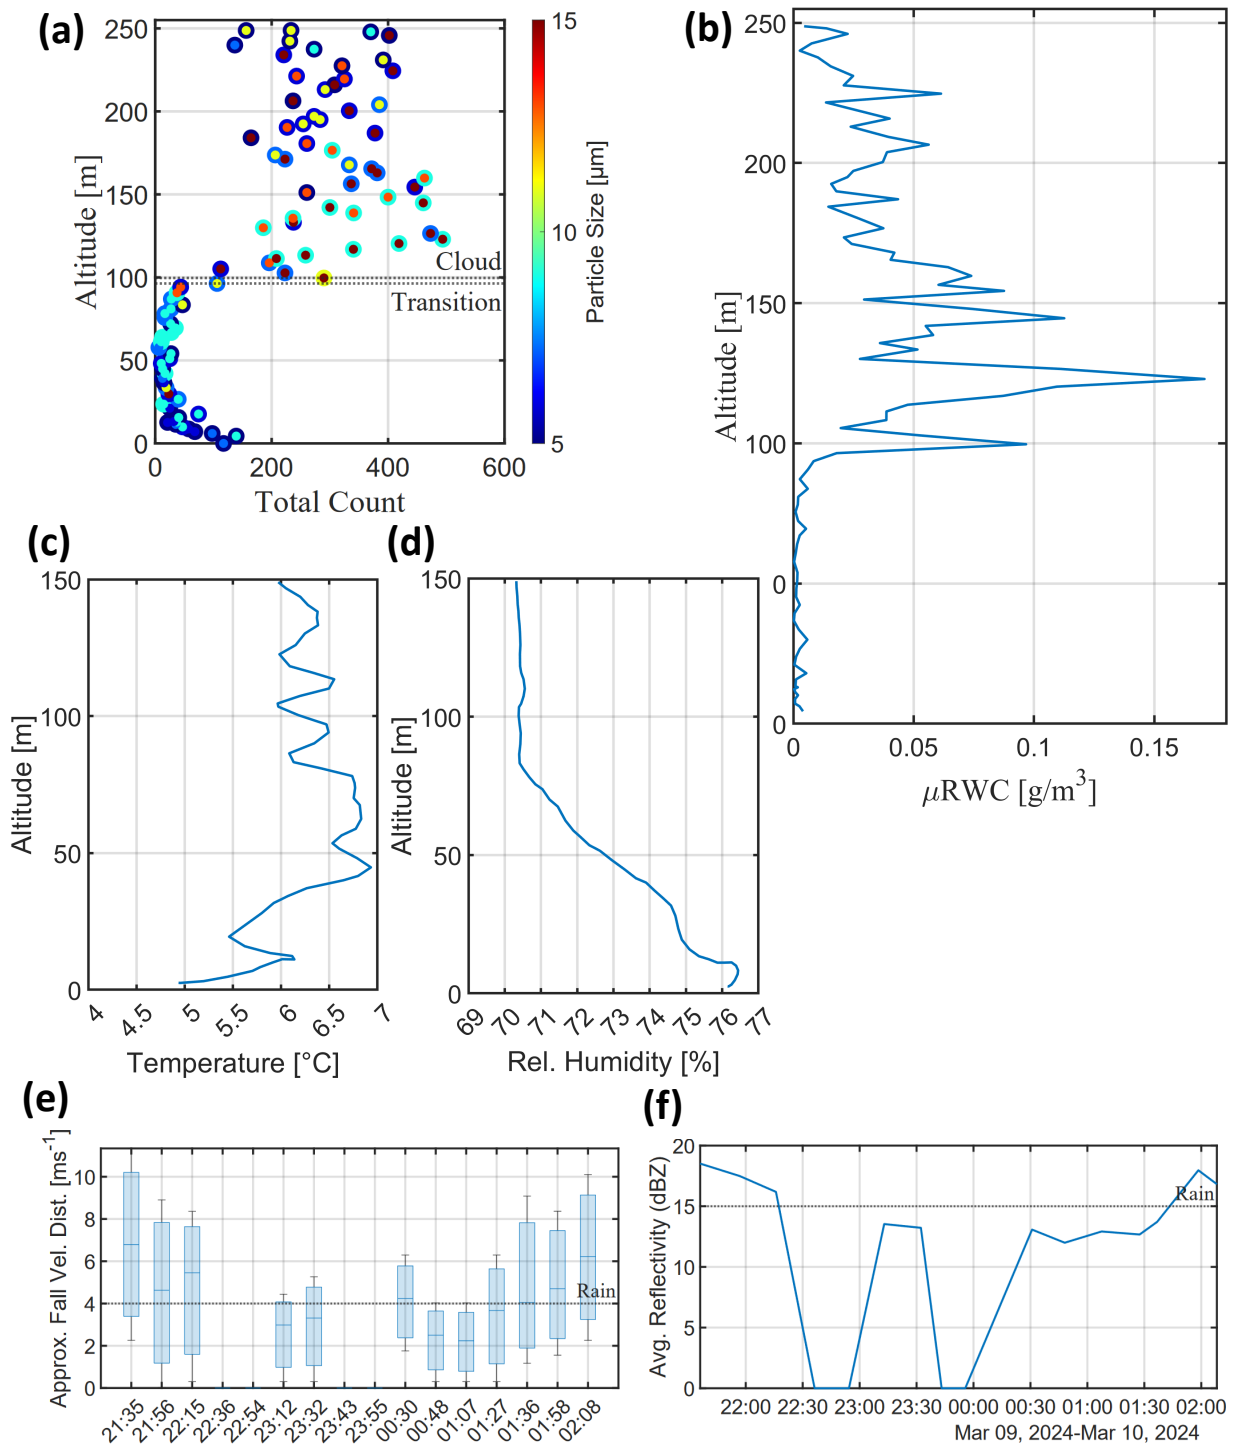 (a)
250
200
150
100
50
0
Altitude [m]
Cloud
Transition
0 200 400 600
Total Count
15
10
5
Particle Size [µm]
(b)
250
200
150
100
0
0
Altitude [m]
0 0.05 0.1 0.15
µRWC [g/m³]
(c)
150
100
50
0
Altitude [m]
4 4.5 5 5.5 6 6.5 7
Temperature [°C]
(d)
150
100
50
0
Altitude [m]
69 70 71 72 73 74 75 76 77
Rel. Humidity [%]
(e)
10
8
6
4
2
0
Approx. Fall Vel. Dist. [ms⁻¹]
Rain
21:35 21:56 22:15 22:36 22:54 23:12 23:32 23:43 23:55 00:30 00:48 01:07 01:27 01:36 01:58 02:08
(f)
20
15
10
5
0
Avg. Reflectivity (dBZ)
Rain
22:00 22:30 23:00 23:30 00:00 00:30 01:00 01:30 02:00
Mar 09, 2024-Mar 10, 2024